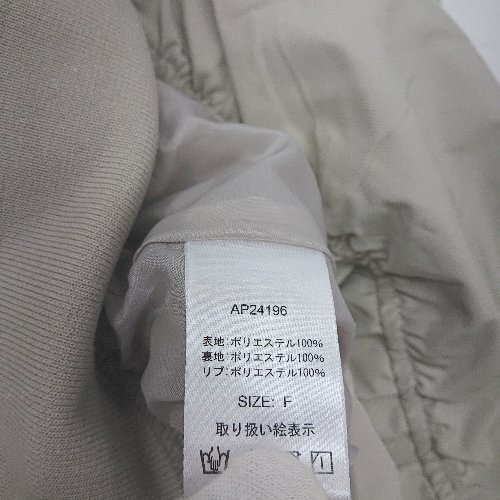 AP24196
表地:ポリエステル100%
裏地:ポリエステル100%
リブ:ポリエステル100%
SIZE: F
取り扱い絵表示